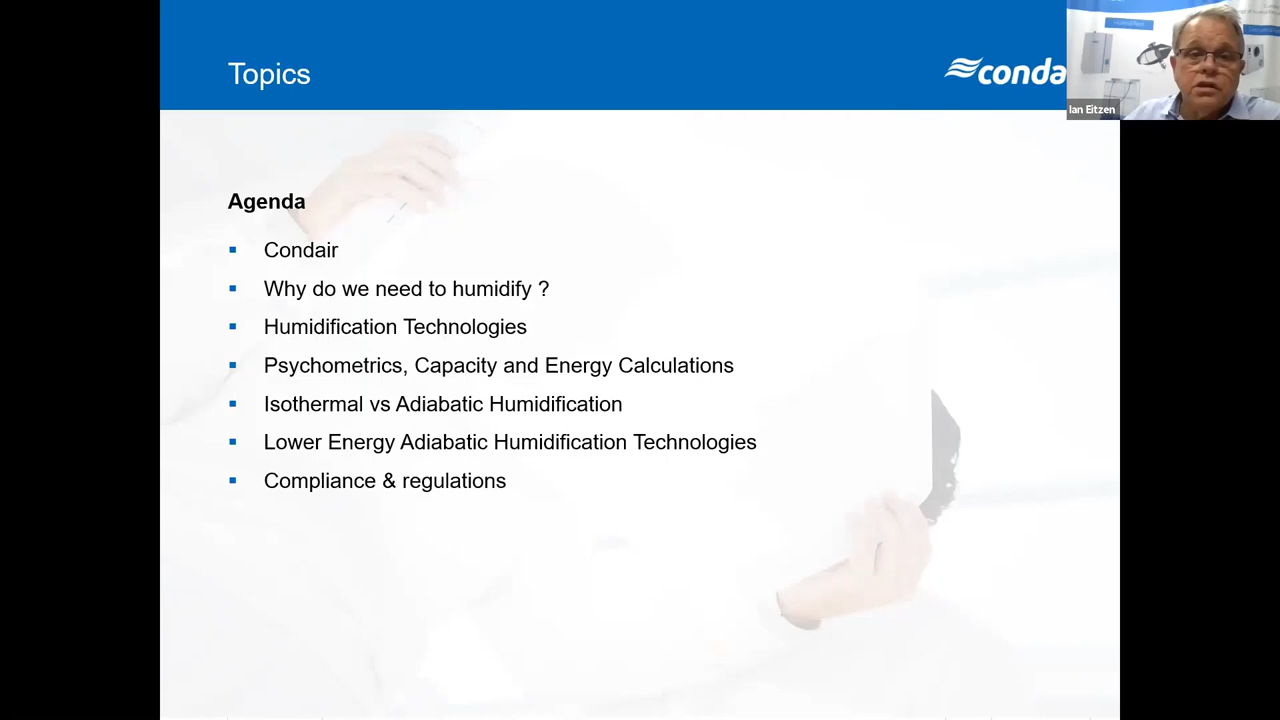 Topics
conda
Ian Eitzen
Agenda
Condair
Why do we need to humidify ?
Humidification Technologies
Psychometrics, Capacity and Energy Calculations
Isothermal vs Adiabatic Humidification
Lower Energy Adiabatic Humidification Technologies
Compliance & regulations